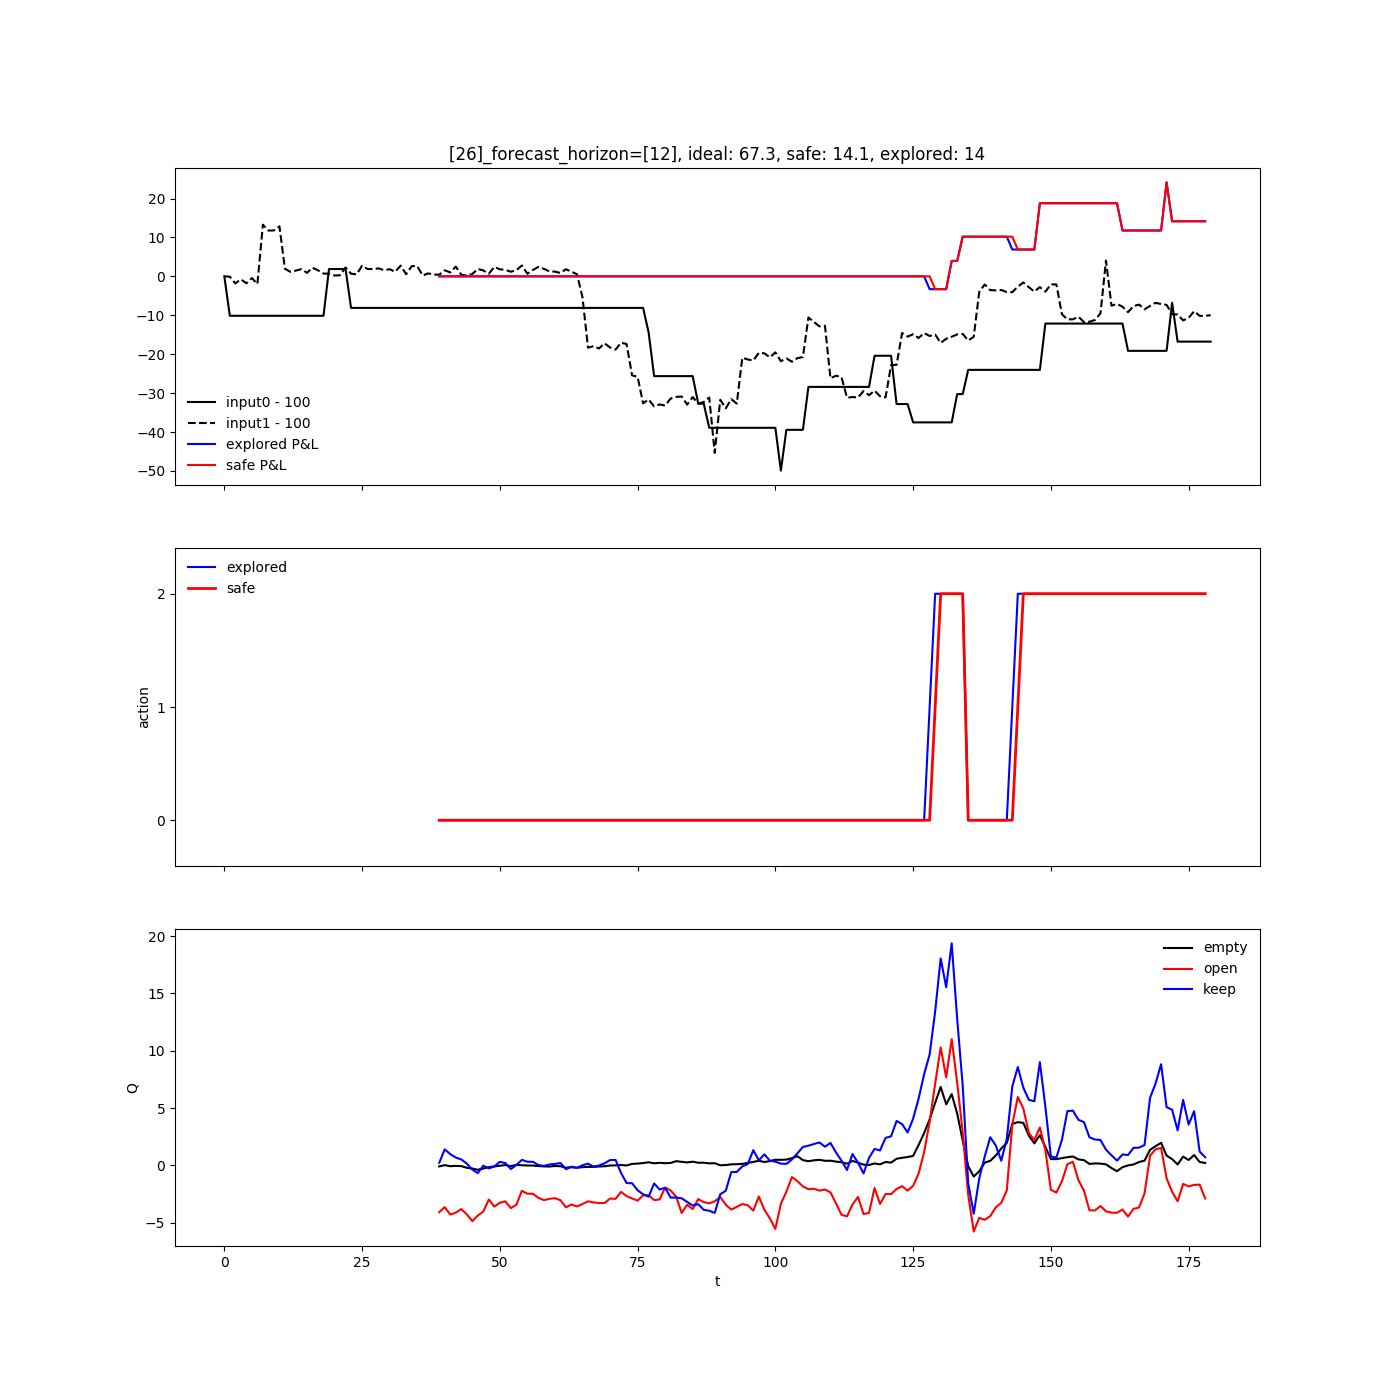 [26]_forecast_horizon=[12], ideal: 67.3, safe: 14.1, explored: 14
20
10
0
−10
−20
−30
−40
−50
input0 - 100
input1 - 100
explored P&L
safe P&L
explored
safe
2
1
0
action
empty
open
keep
20
15
10
5
0
−5
Q
0 25 50 75 100 125 150 175
t